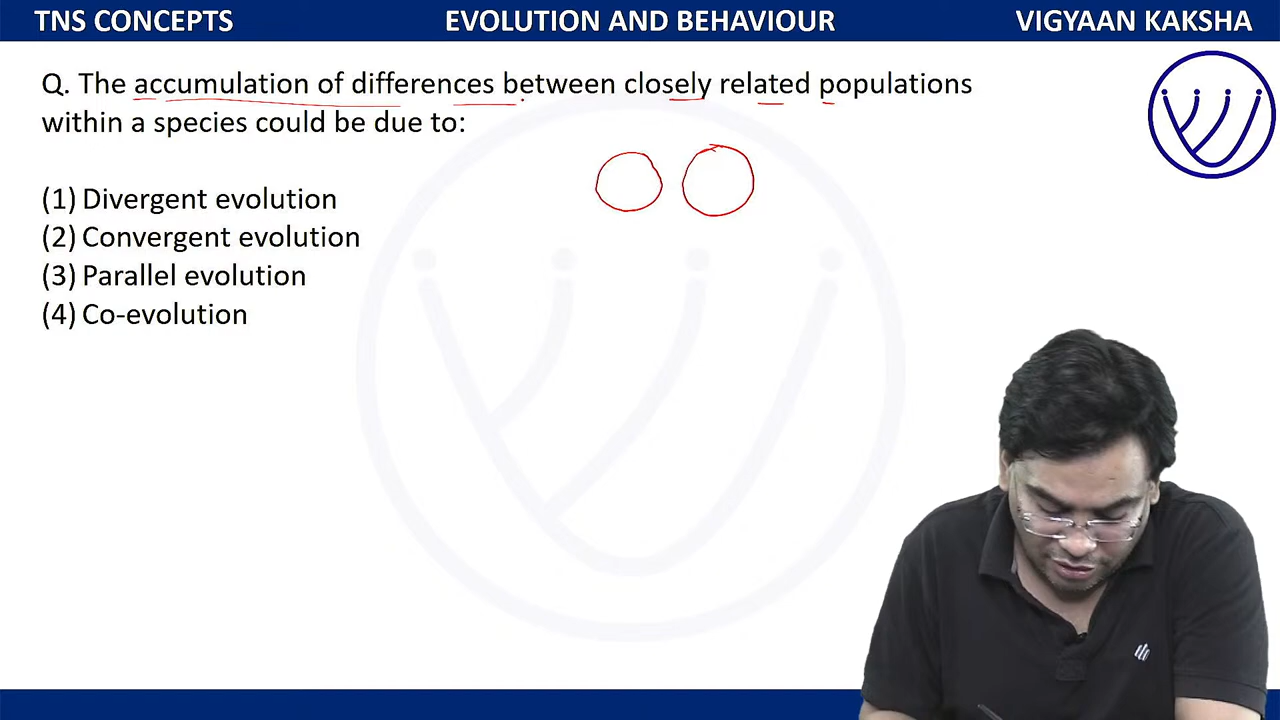 TNS CONCEPTS
EVOLUTION AND BEHAVIOUR
VIGYAAN KAKSHA
Q. The accumulation of differences between closely related populations
within a species could be due to:
(1) Divergent evolution
(2) Convergent evolution
(3) Parallel evolution
(4) Co-evolution